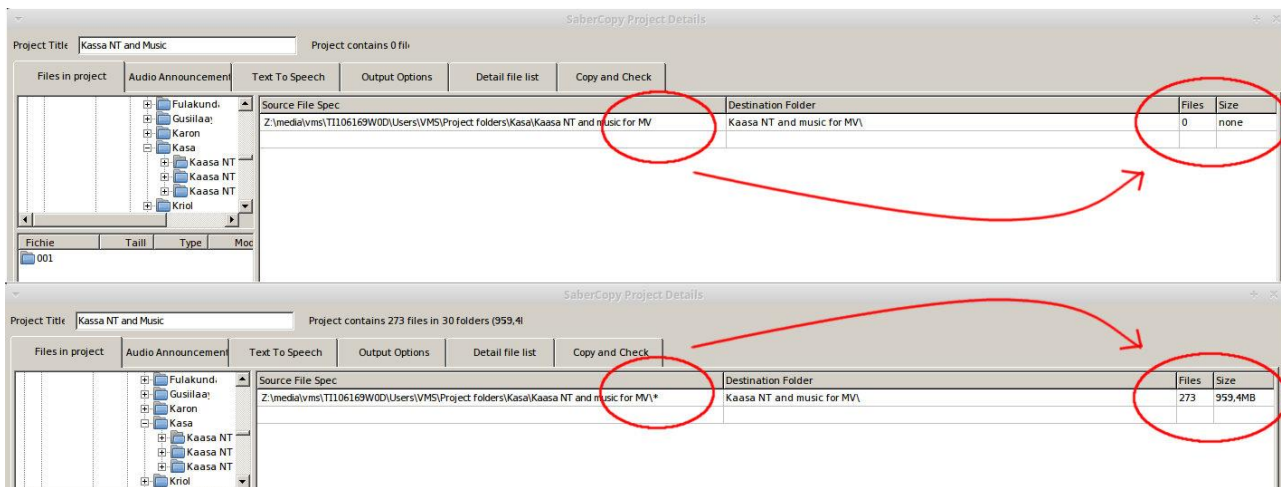 SaberCopy Project Details
Project Title Kassa NT and Music Project contains 0 fil
Files in project Audio Announcement Text To Speech Output Options Detail file list Copy and Check
Fulakund
Gusiilaa
Karon
Kasa
Kaasa NT
Kaasa NT
Kaasa NT
Kriol
Fichie Taill Type Mod
001
Source File Spec Destination Folder Files Size
Z:\media\vms\TI106169W0D\Users\VMS\Project folders\Kasa\Kaasa NT and music for MV Kaasa NT and music for MV\ 0 none
SaberCopy Project Details
Project Title Kassa NT and Music Project contains 273 files in 30 folders (959,4
Files in project Audio Announcement Text To Speech Output Options Detail file list Copy and Check
Fulakund
Gusiilaa
Karon
Kasa
Kaasa NT
Kaasa NT
Kaasa NT
Kriol
Source File Spec Destination Folder Files Size
Z:\media\vms\TI106169W0D\Users\VMS\Project folders\Kasa\Kaasa NT and music for MV\* Kaasa NT and music for MV\ 273 959,4MB